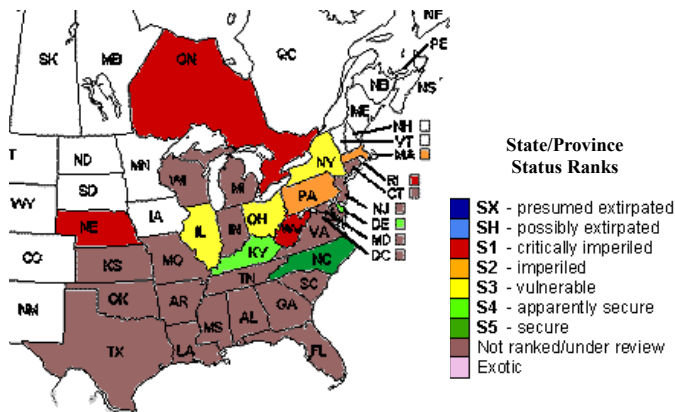 NF
PE
SK
MB
ON
QC
NB
NS
ME
NH
VT
MA
ND
MN
SD
WI
MI
NY
RI
CT
WY
IA
PA
NJ
NE
IL
IN
OH
DE
MD
DC
CO
KS
MO
KY
WV
VA
NM
OK
AR
TN
NC
SC
TX
LA
MS
AL
GA
FL
State/Province
Status Ranks
SX - presumed extirpated
SH - possibly extirpated
S1 - critically imperiled
S2 - imperiled
S3 - vulnerable
S4 - apparently secure
S5 - secure
Not ranked/under review
Exotic